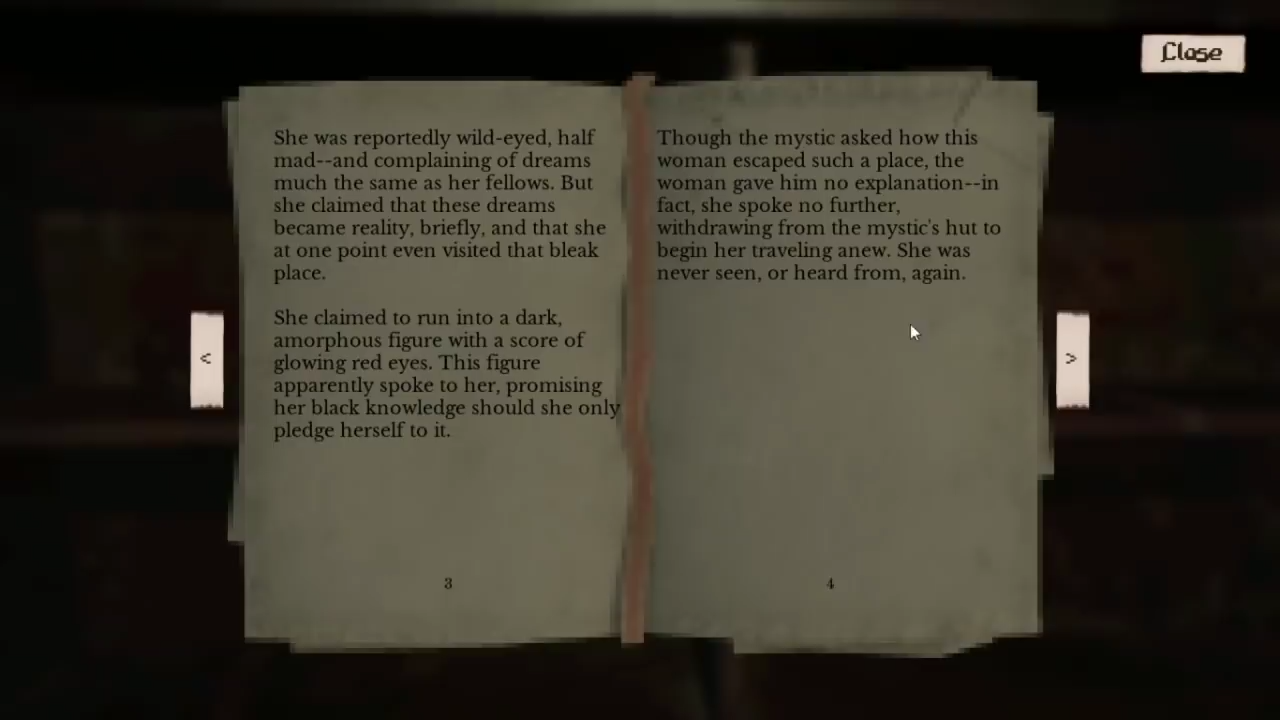 Close
She was reportedly wild-eyed, half
mad--and complaining of dreams
much the same as her fellows. But
she claimed that these dreams
became reality, briefly, and that she
at one point even visited that bleak
place.
She claimed to run into a dark,
amorphous figure with a score of
glowing red eyes. This figure
apparently spoke to her, promising
her black knowledge should she only
pledge herself to it.
3
Though the mystic asked how this
woman escaped such a place, the
woman gave him no explanation--in
fact, she spoke no further,
withdrawing from the mystic's hut to
begin her traveling anew. She was
never seen, or heard from, again.
4
<
>